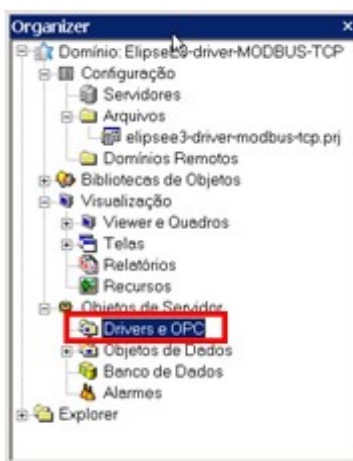 Organizer
Domínio: ElipseE3-driver-MODBUS-TCP
Configuração
Servidores
Arquivos
elipsee3-driver-modbus-tcp.prj
Domínios Remotos
Bibliotecas de Objetos
Visualização
Viewer e Quadros
Telas
Relatórios
Recursos
Objetos de Servidor
Drivers e OPC
Objetos de Dados
Banco de Dados
Alarmes
Explorer